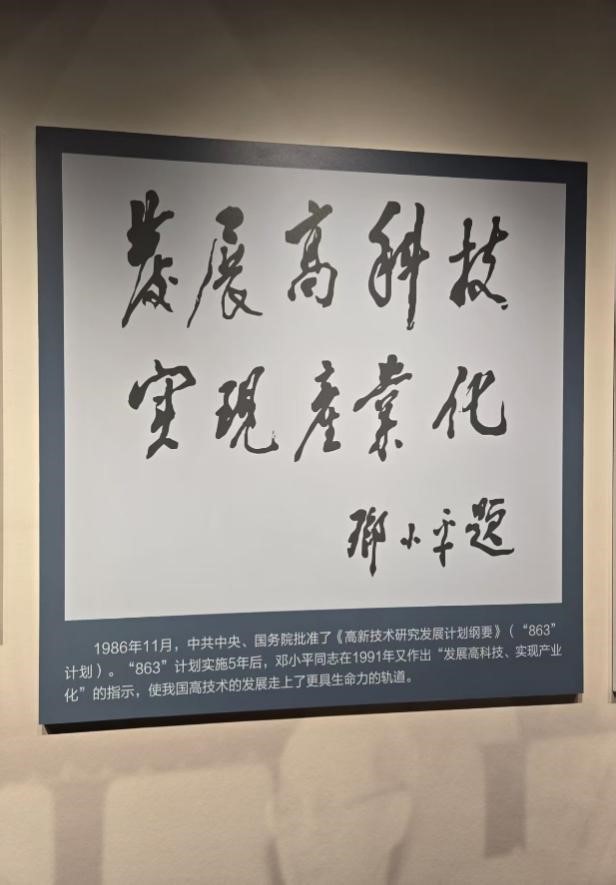 發展高科技
实現産業化
鄧小平题
1986年11月，中共中央、国务院批准了《高新技术研究发展计划纲要》（“863”
计划）。“863”计划实施5年后，邓小平同志在1991年又作出“发展高科技、实现产业
化”的指示，使我国高技术的发展走上了更具生命力的轨道。